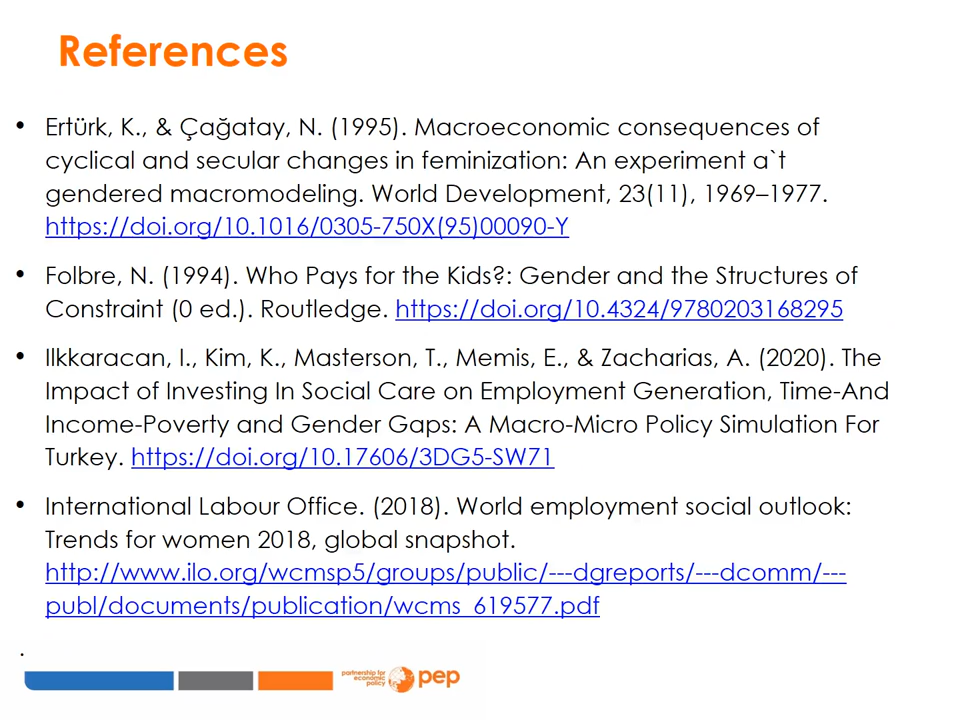 References
• Ertürk, K., & Çağatay, N. (1995). Macroeconomic consequences of
cyclical and secular changes in feminization: An experiment a`t
gendered macromodeling. World Development, 23(11), 1969–1977.
https://doi.org/10.1016/0305-750X(95)00090-Y
• Folbre, N. (1994). Who Pays for the Kids?: Gender and the Structures of
Constraint (0 ed.). Routledge. https://doi.org/10.4324/9780203168295
• Ilkkaracan, I., Kim, K., Masterson, T., Memis, E., & Zacharias, A. (2020). The
Impact of Investing In Social Care on Employment Generation, Time-And
Income-Poverty and Gender Gaps: A Macro-Micro Policy Simulation For
Turkey. https://doi.org/10.17606/3DG5-SW71
• International Labour Office. (2018). World employment social outlook:
Trends for women 2018, global snapshot.
http://www.ilo.org/wcmsp5/groups/public/---dgreports/---dcomm/---
publ/documents/publication/wcms_619577.pdf
.
partnership for
economic
policy
pep